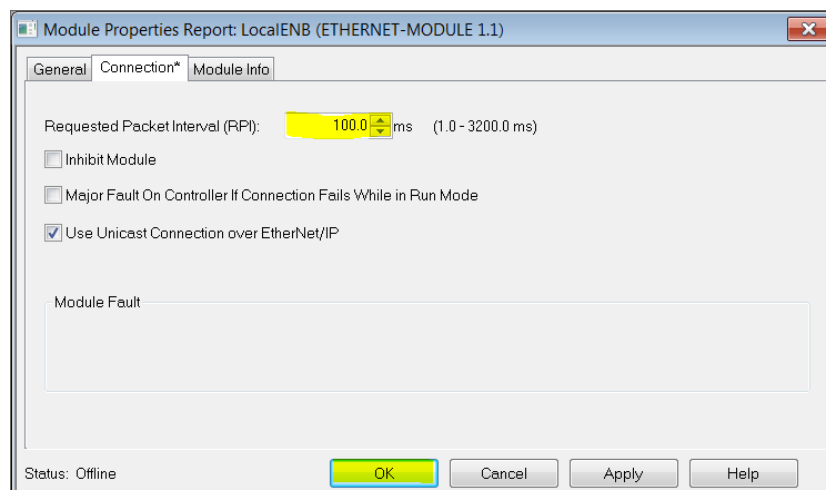 Module Properties Report: LocalENB (ETHERNET-MODULE 1.1)
General Connection* Module Info
Requested Packet Interval (RPI): 100.0 ms (1.0 - 3200.0 ms)
Inhibit Module
Major Fault On Controller If Connection Fails While in Run Mode
Use Unicast Connection over EtherNet/IP
Module Fault
Status: Offline OK Cancel Apply Help